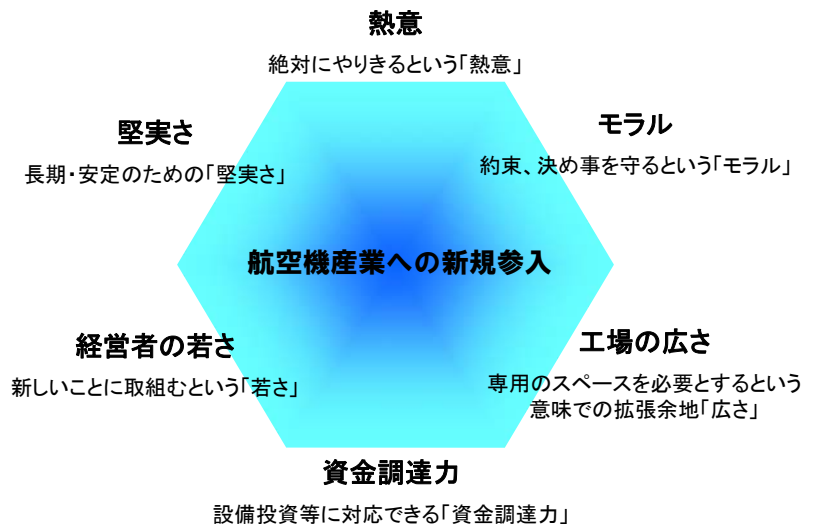 熱意
絶対にやりきるという「熱意」
堅実さ
長期・安定のための「堅実さ」
モラル
約束、決め事を守るという「モラル」
航空機産業への新規参入
経営者の若さ
新しいことに取組むという「若さ」
工場の広さ
専用のスペースを必要とするという
意味での拡張余地「広さ」
資金調達力
設備投資等に対応できる「資金調達力」